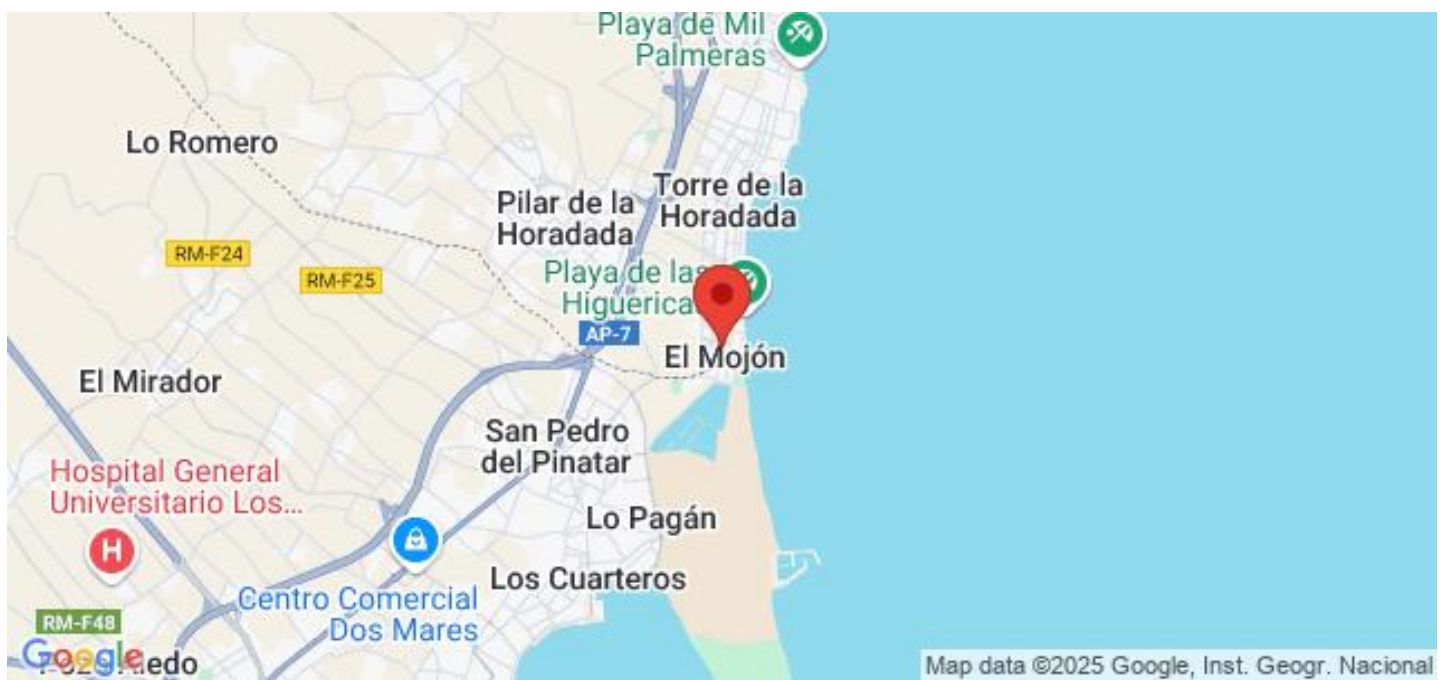 Playa de Mil
Palmeras
Lo Romero
Torre de la
Horadada
Pilar de la
Horadada
RM-F24
RM-F25
Playa de las
Higuerica
AP-7
El Mojón
El Mirador
San Pedro
del Pinatar
Hospital General
Universitario Los...
H
Lo Pagán
Los Cuarteros
Centro Comercial
Dos Mares
RM-F48
Google
Map data ©2025 Google, Inst. Geogr. Nacional